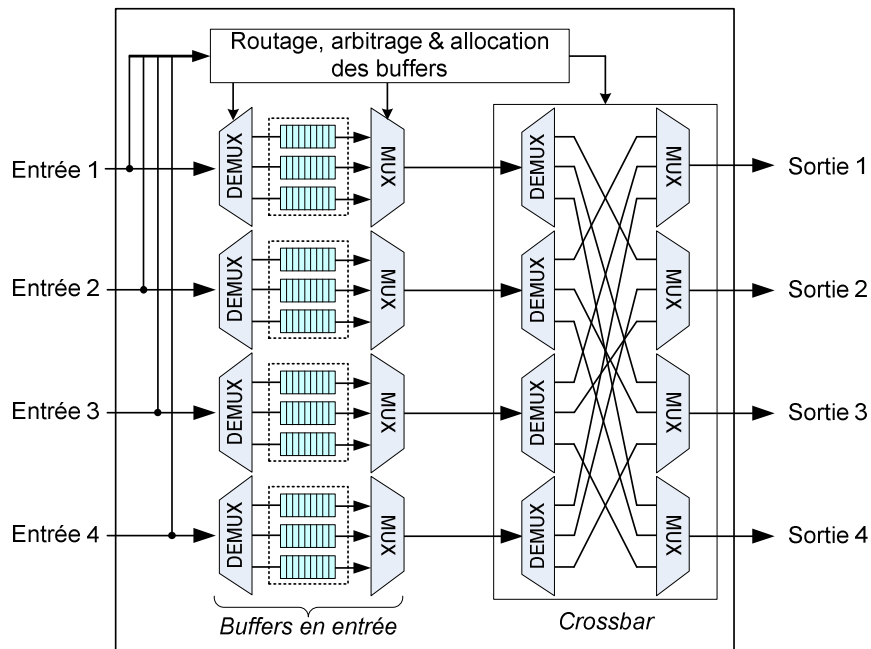 Routage, arbitrage & allocation
des buffers
Entrée 1
DEMUX
MUX
DEMUX
MUX
Sortie 1
Entrée 2
DEMUX
MUX
DEMUX
MUX
Sortie 2
Entrée 3
DEMUX
MUX
DEMUX
MUX
Sortie 3
Entrée 4
DEMUX
MUX
DEMUX
MUX
Sortie 4
Buffers en entrée
Crossbar